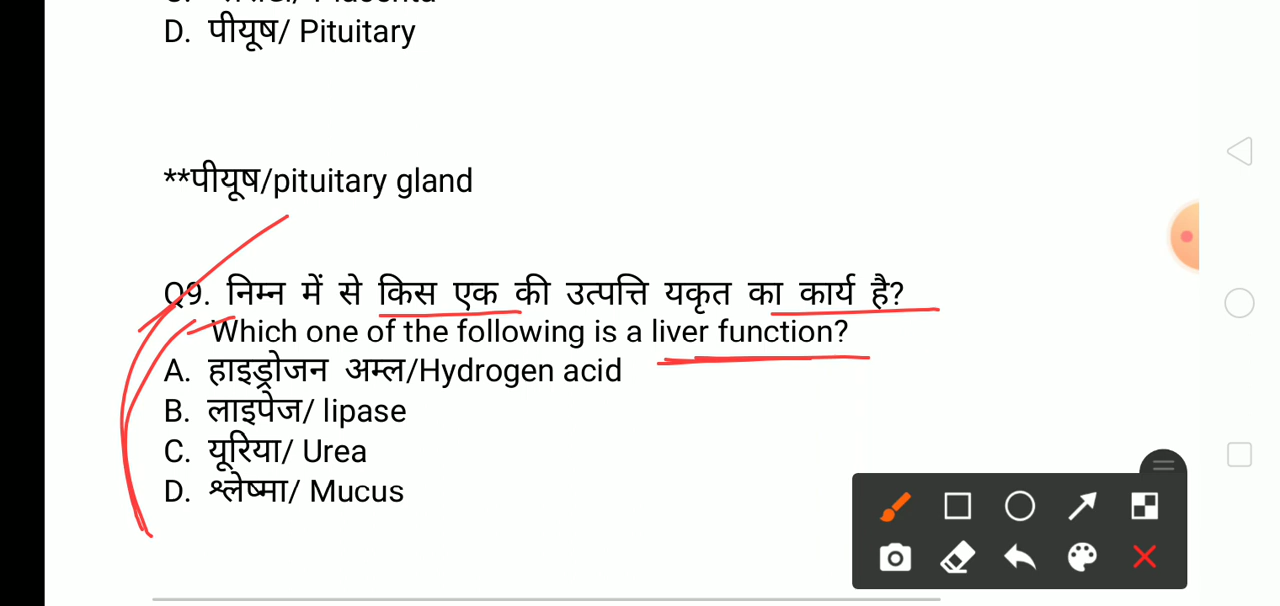 D. पीयूष/ Pituitary
**पीयूष/pituitary gland
Q9. निम्न में से किस एक की उत्पत्ति यकृत का कार्य है?
Which one of the following is a liver function?
A. हाइड्रोजन अम्ल/Hydrogen acid
B. लाइपेज/ lipase
C. यूरिया/ Urea
D. श्लेष्मा/ Mucus